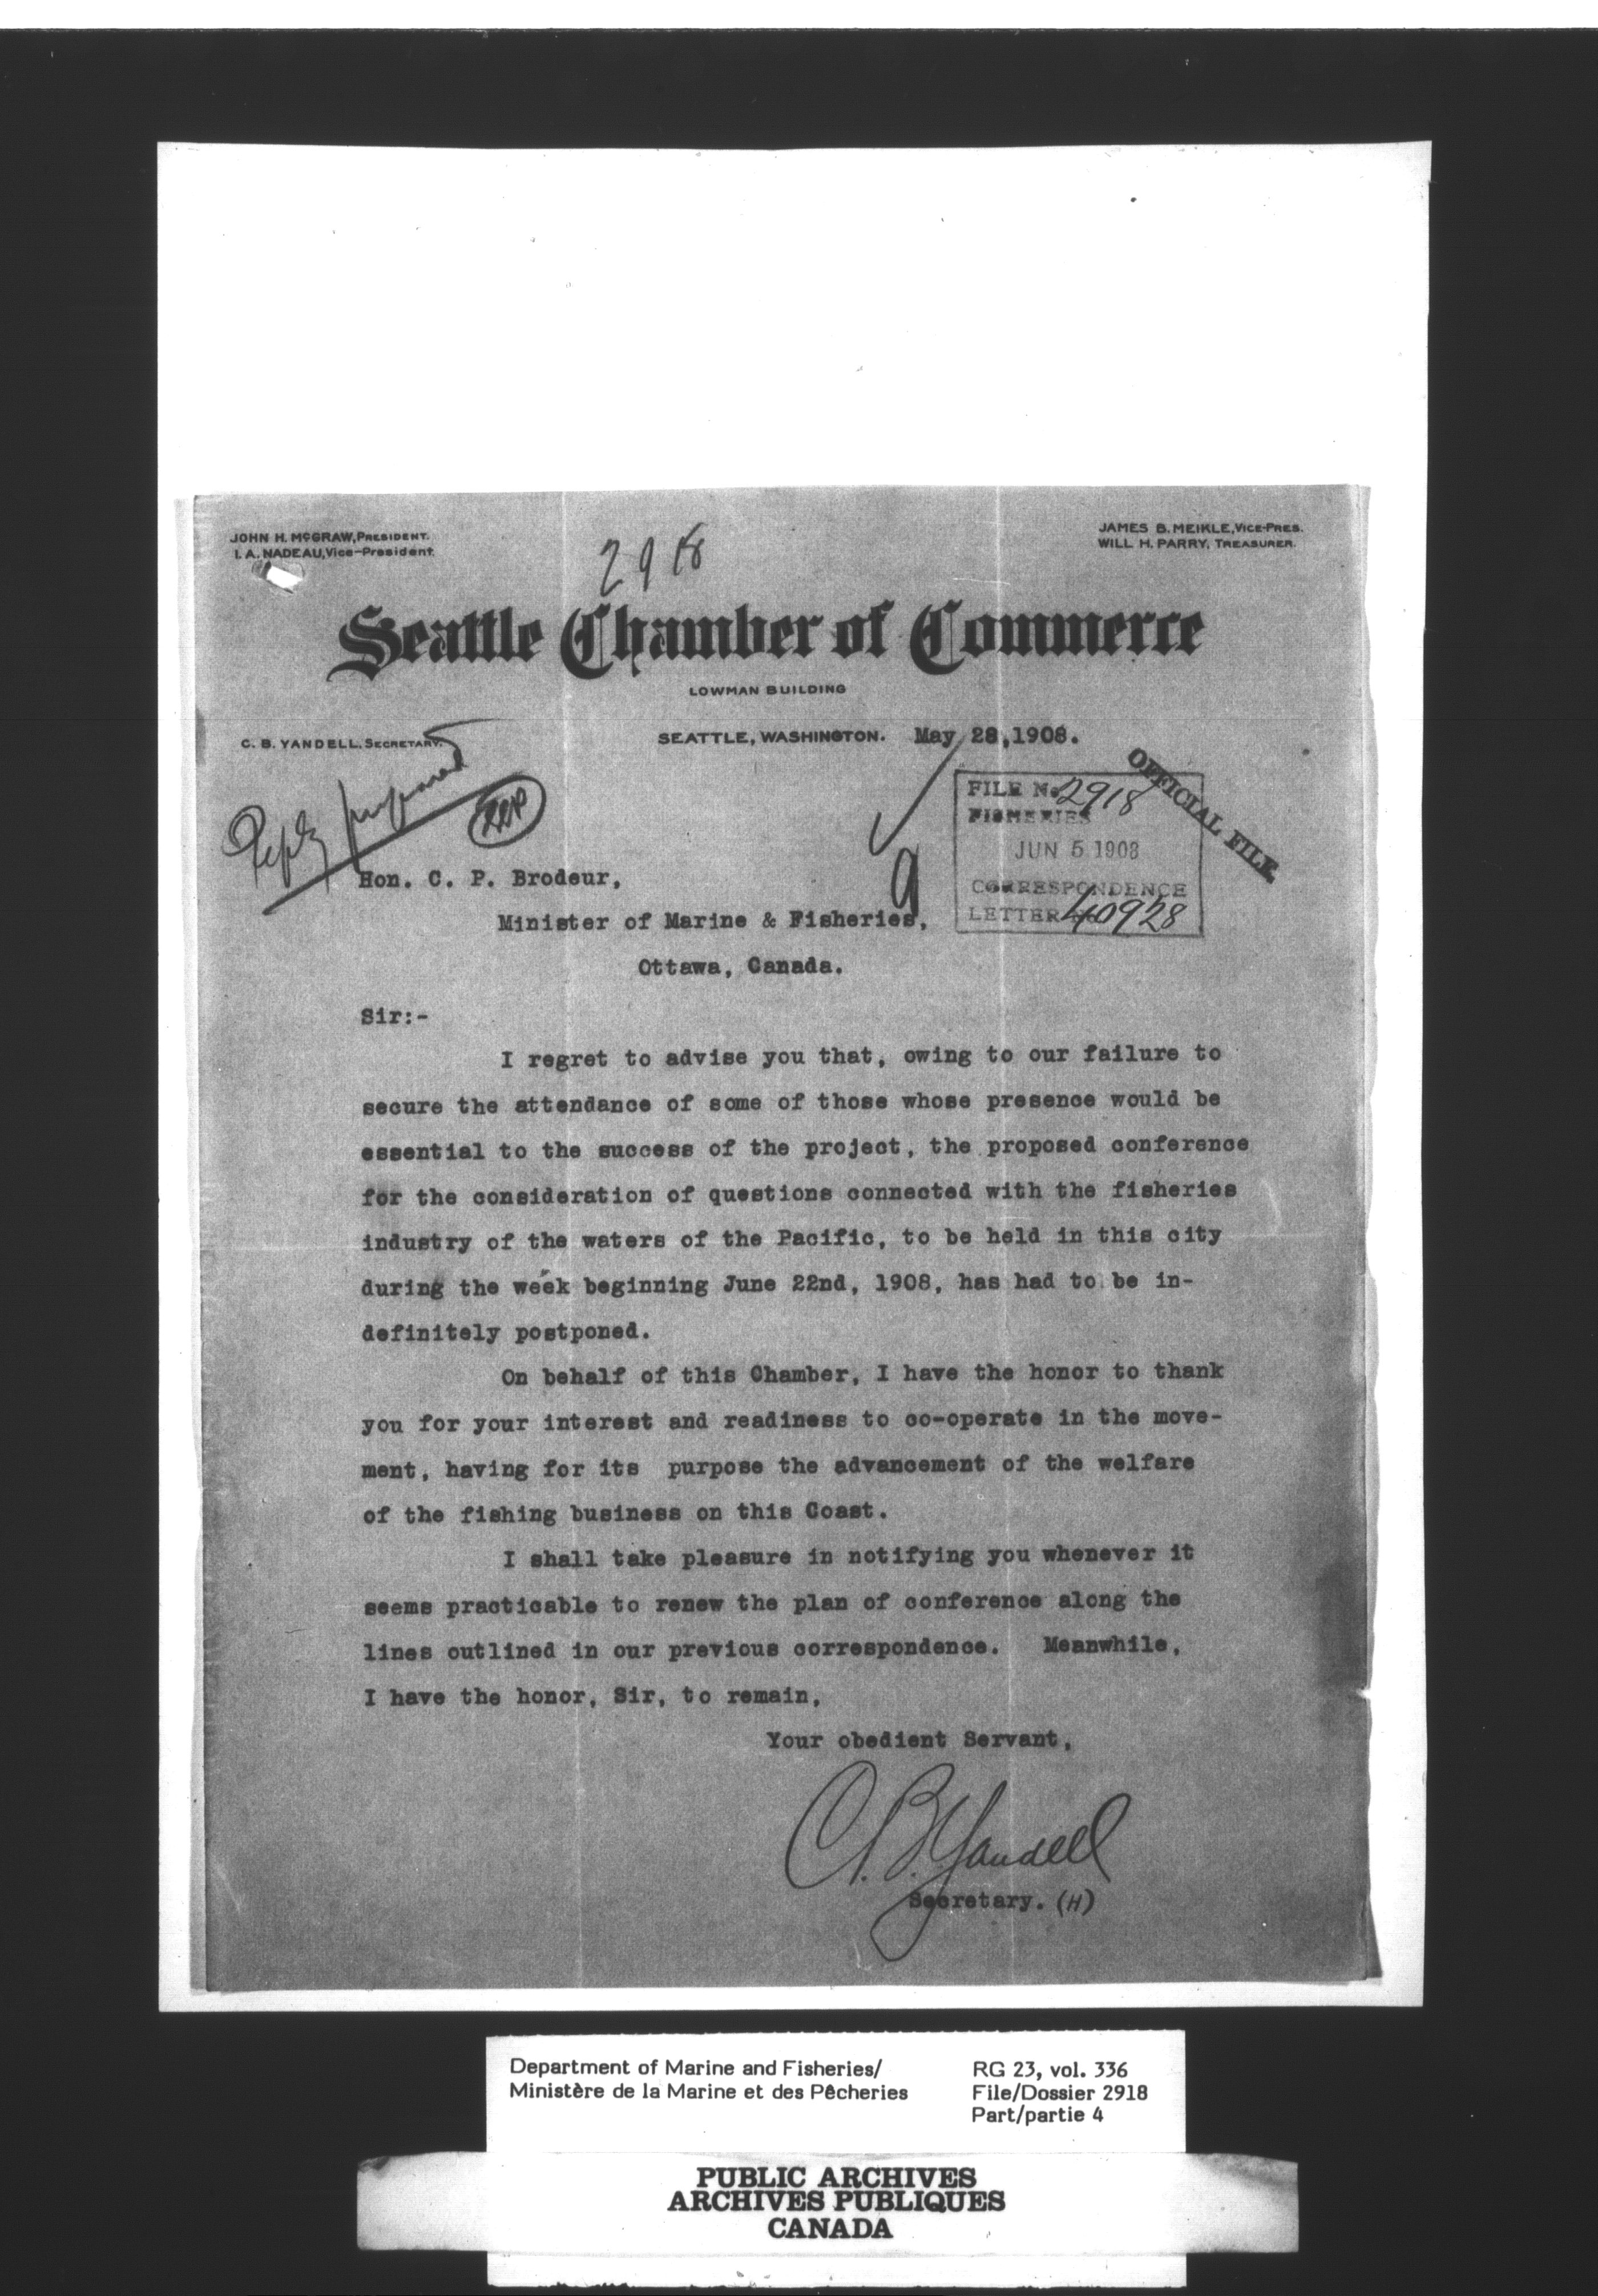 JOHN H. McGRAW, PRESIDENT.
I. A. NADEAU, Vice-President.
JAMES B. MEIKLE, VICE-PRES.
WILL H. PARRY, TREASURER.
2918
Seattle Chamber of Commerce
LOWMAN BUILDING
C. B. YANDELL, SECRETARY.
SEATTLE, WASHINGTON. May 28, 1908.
Reply prepared
OFFICIAL FILE
FILE No. 2918
FISHERIES
JUN 5 1908
CORRESPONDENCE
LETTER 40928
9
Hon. C. P. Brodeur,
Minister of Marine & Fisheries,
Ottawa, Canada.
Sir:-
I regret to advise you that, owing to our failure to
secure the attendance of some of those whose presence would be
essential to the success of the project, the proposed conference
for the consideration of questions connected with the fisheries
industry of the waters of the Pacific, to be held in this city
during the week beginning June 22nd, 1908, has had to be in-
definitely postponed.
On behalf of this Chamber, I have the honor to thank
you for your interest and readiness to co-operate in the move-
ment, having for its purpose the advancement of the welfare
of the fishing business on this Coast.
I shall take pleasure in notifying you whenever it
seems practicable to renew the plan of conference along the
lines outlined in our previous correspondence. Meanwhile,
I have the honor, Sir, to remain,
Your obedient Servant,
C. B. Yandell
Secretary. (H)
Department of Marine and Fisheries/
Ministère de la Marine et des Pêcheries
RG 23, vol. 336
File/Dossier 2918
Part/partie 4
PUBLIC ARCHIVES
ARCHIVES PUBLIQUES
CANADA